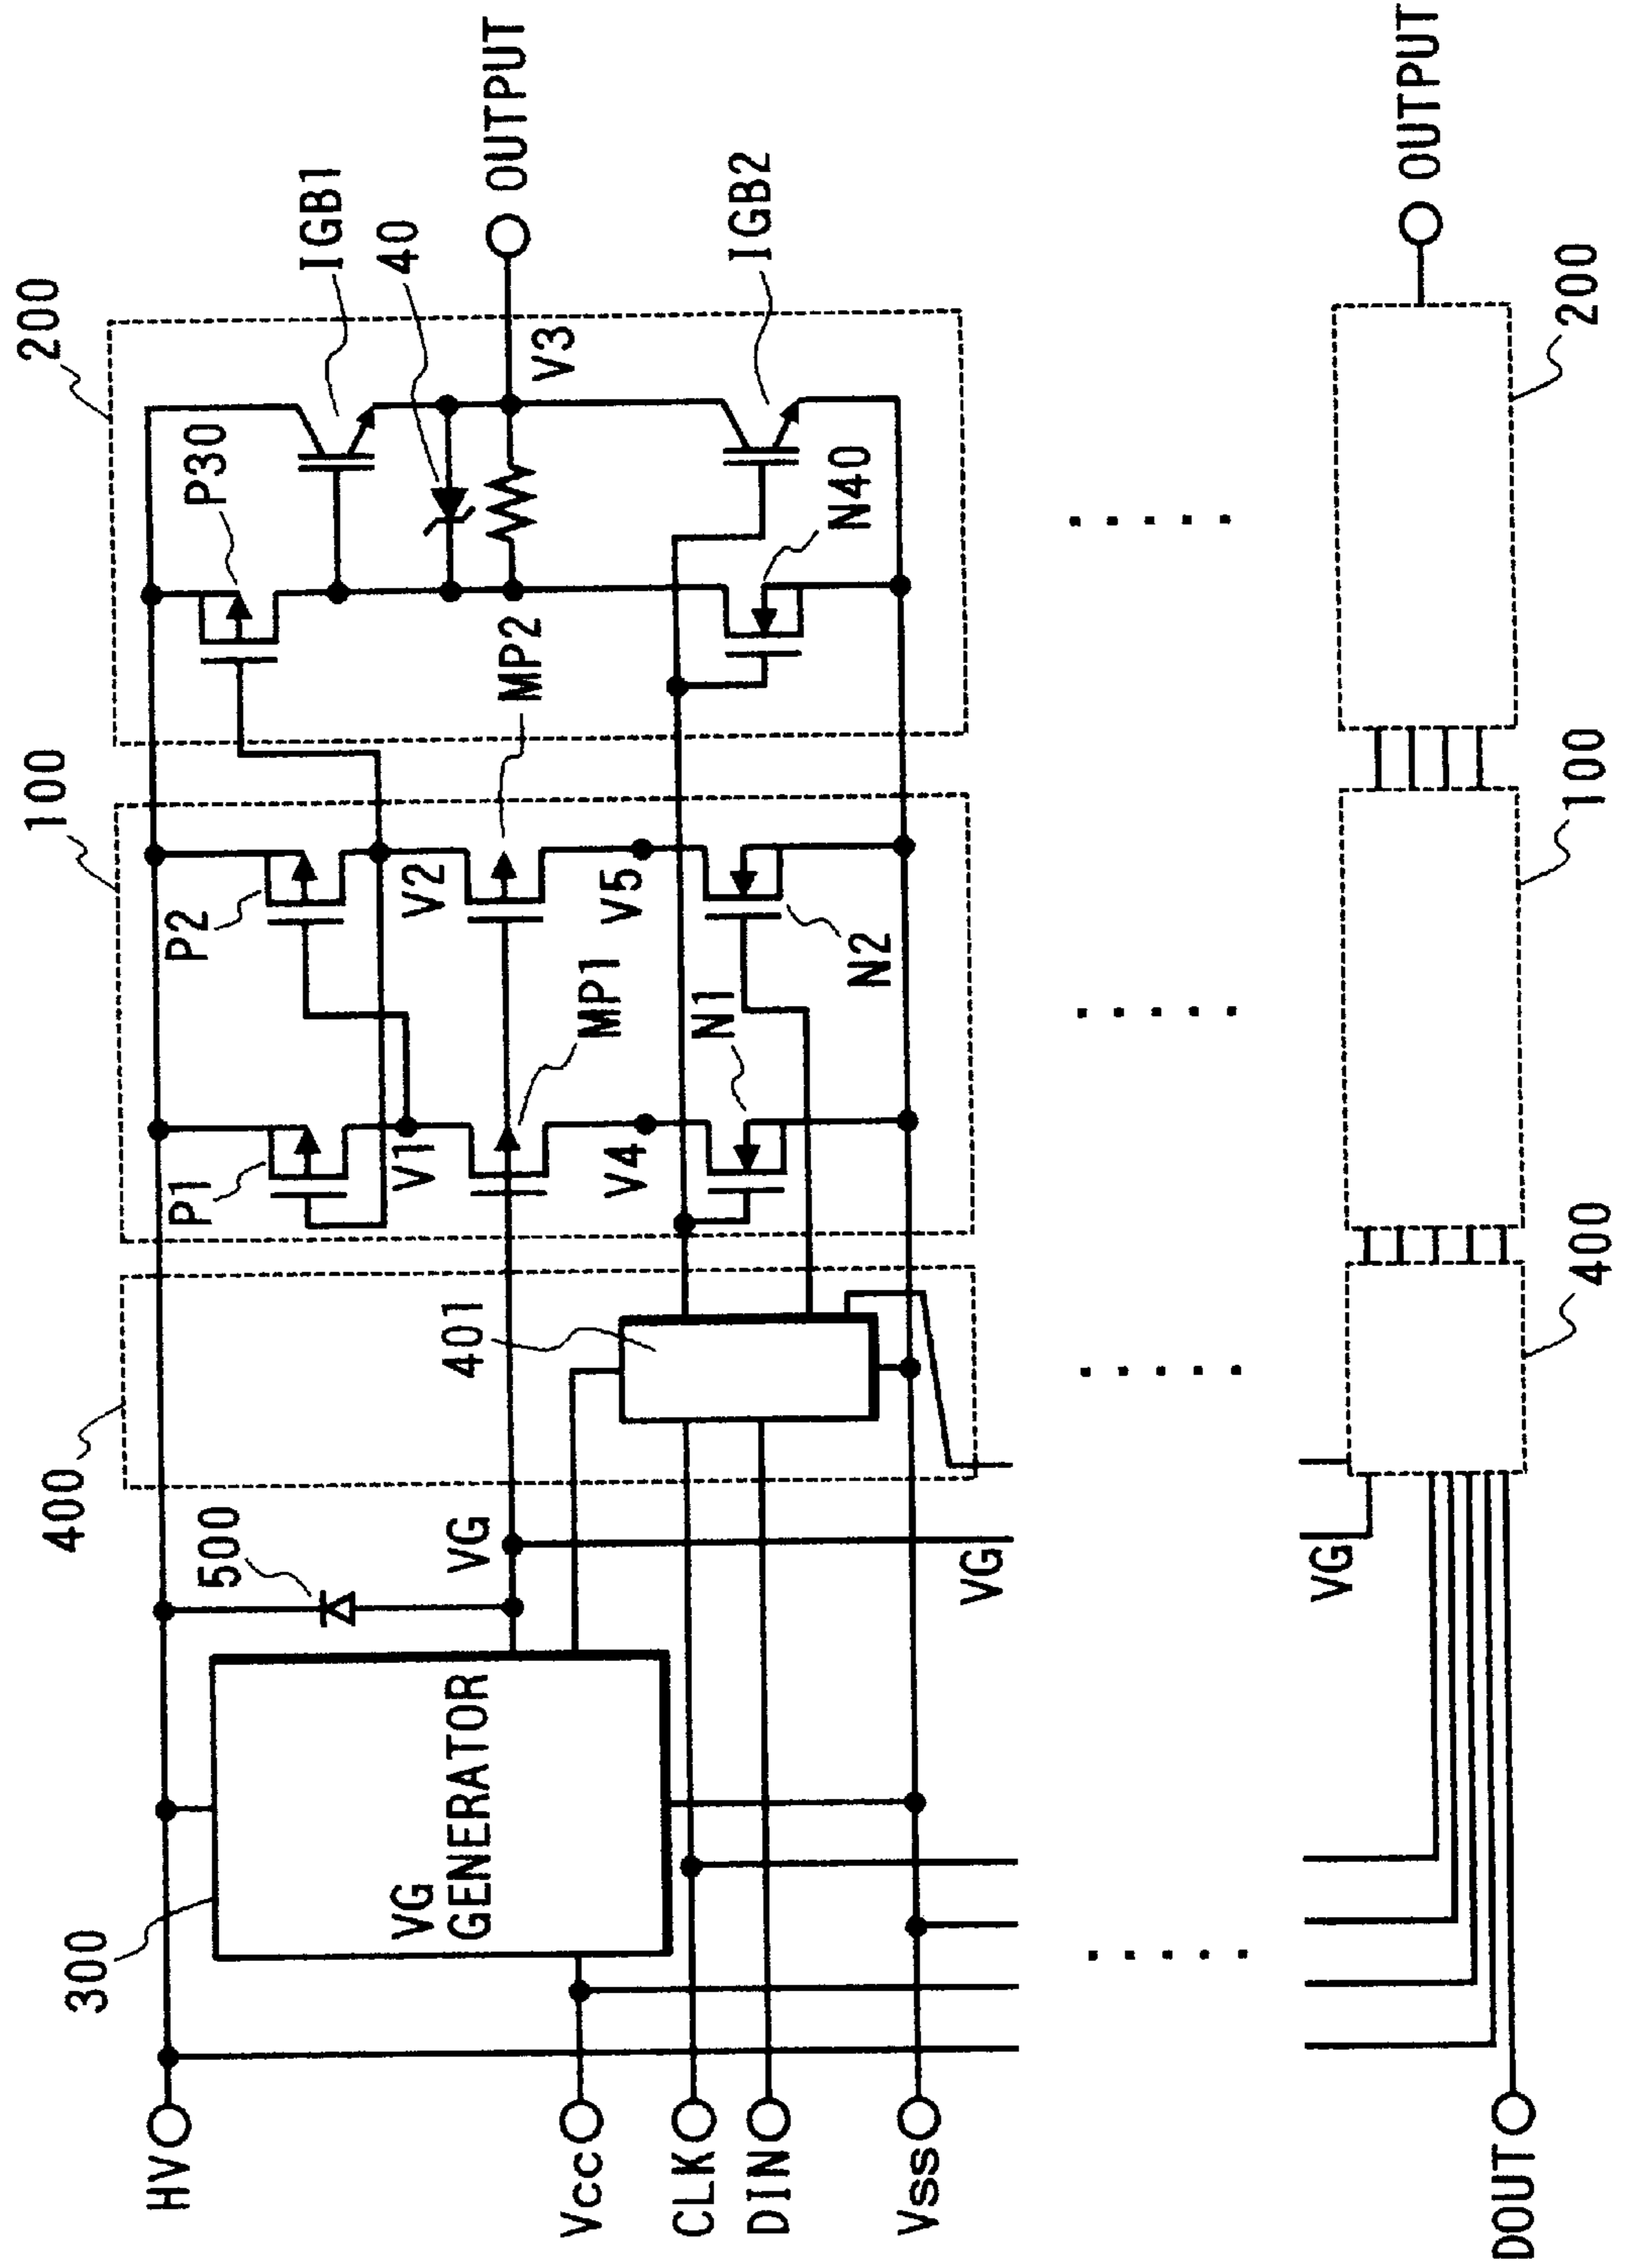 200
IGB1
40
OUTPUT
P30
V3
IGB2
N40
100
P2
V2
MP2
V5
N2
P1
V1
MP1
V4
N1
400
401
500
VG
VG
300
VG
GENERATOR
HV
Vcc
CLK
DIN
Vss
OUTPUT
200
100
400
VG
DOUT